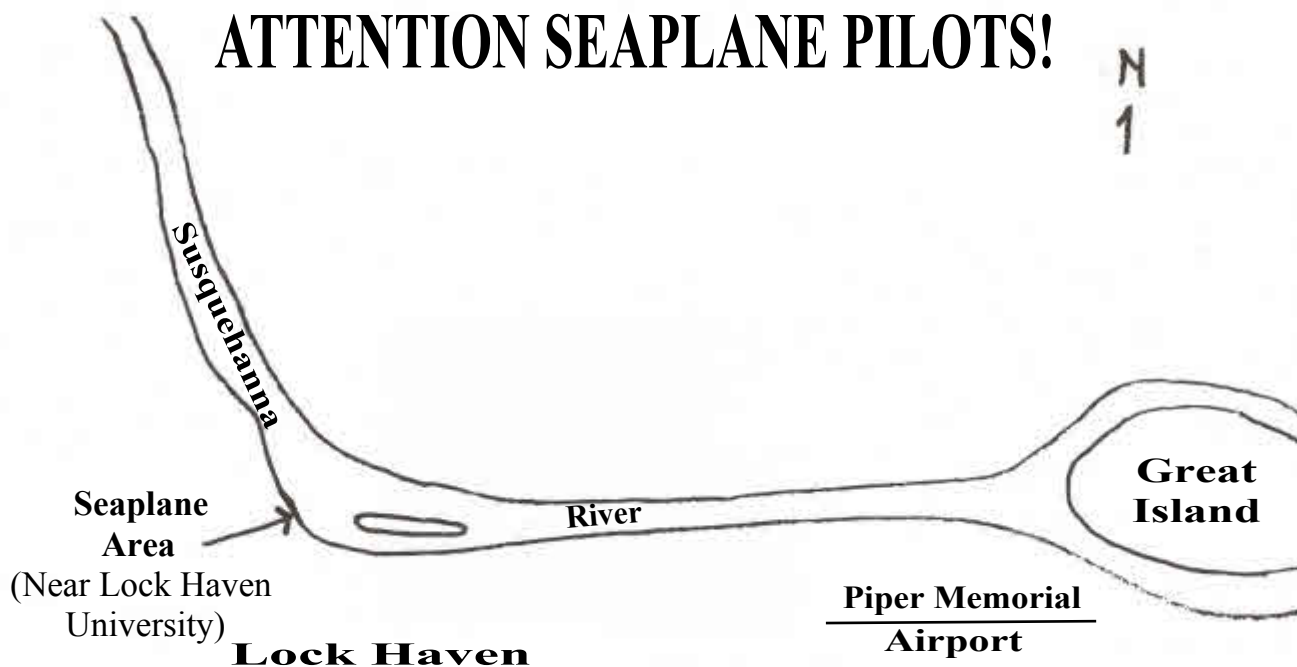 ATTENTION SEAPLANE PILOTS!
N
Susquehanna
River
Great
Island
Seaplane
Area
(Near Lock Haven
University)
Piper Memorial
Airport
Lock Haven